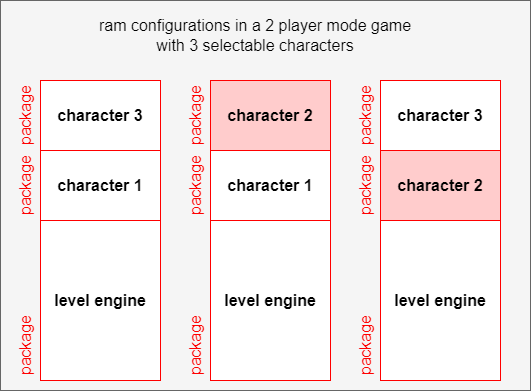 ram configurations in a 2 player mode game
with 3 selectable characters
package
character 3
package
character 2
package
character 3
package
character 1
package
character 1
package
character 2
package
level engine
package
level engine
package
level engine